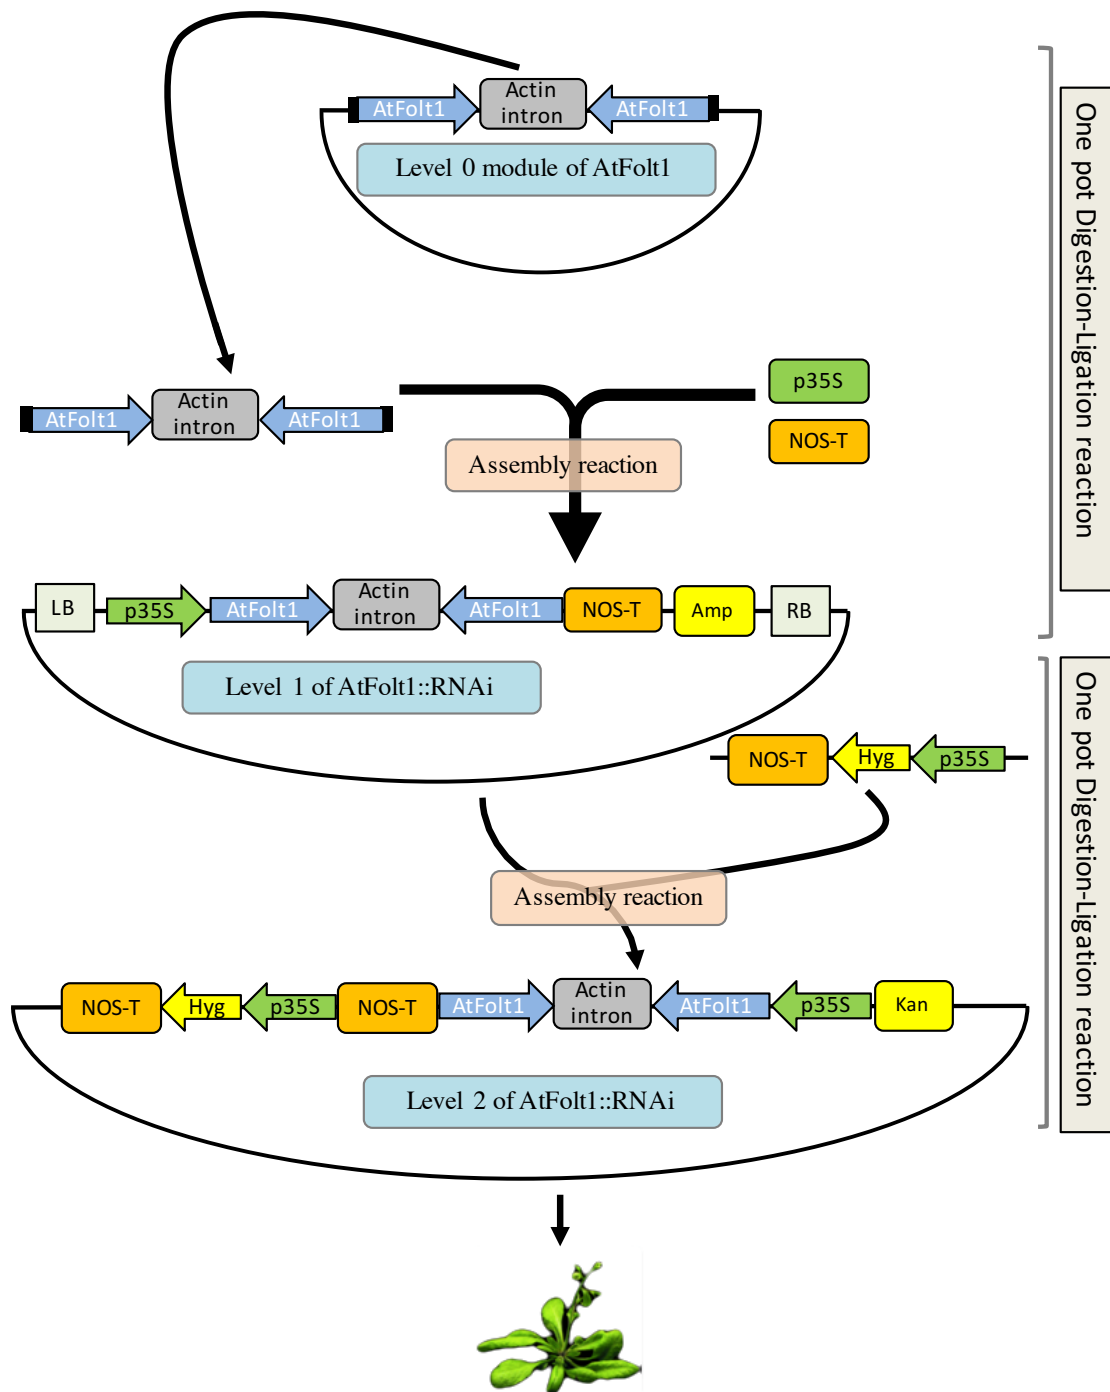 AtFolt1
Actin
intron
AtFolt1
Level 0 module of AtFolt1
One pot Digestion-Ligation reaction
AtFolt1
Actin
intron
AtFolt1
p35S
NOS-T
Assembly reaction
LB
p35S
AtFolt1
Actin
intron
AtFolt1
NOS-T
Amp
RB
Level 1 of AtFolt1::RNAi
One pot Digestion-Ligation reaction
NOS-T
Hyg
p35S
Assembly reaction
NOS-T
Hyg
p35S
NOS-T
AtFolt1
Actin
intron
AtFolt1
p35S
Kan
Level 2 of AtFolt1::RNAi